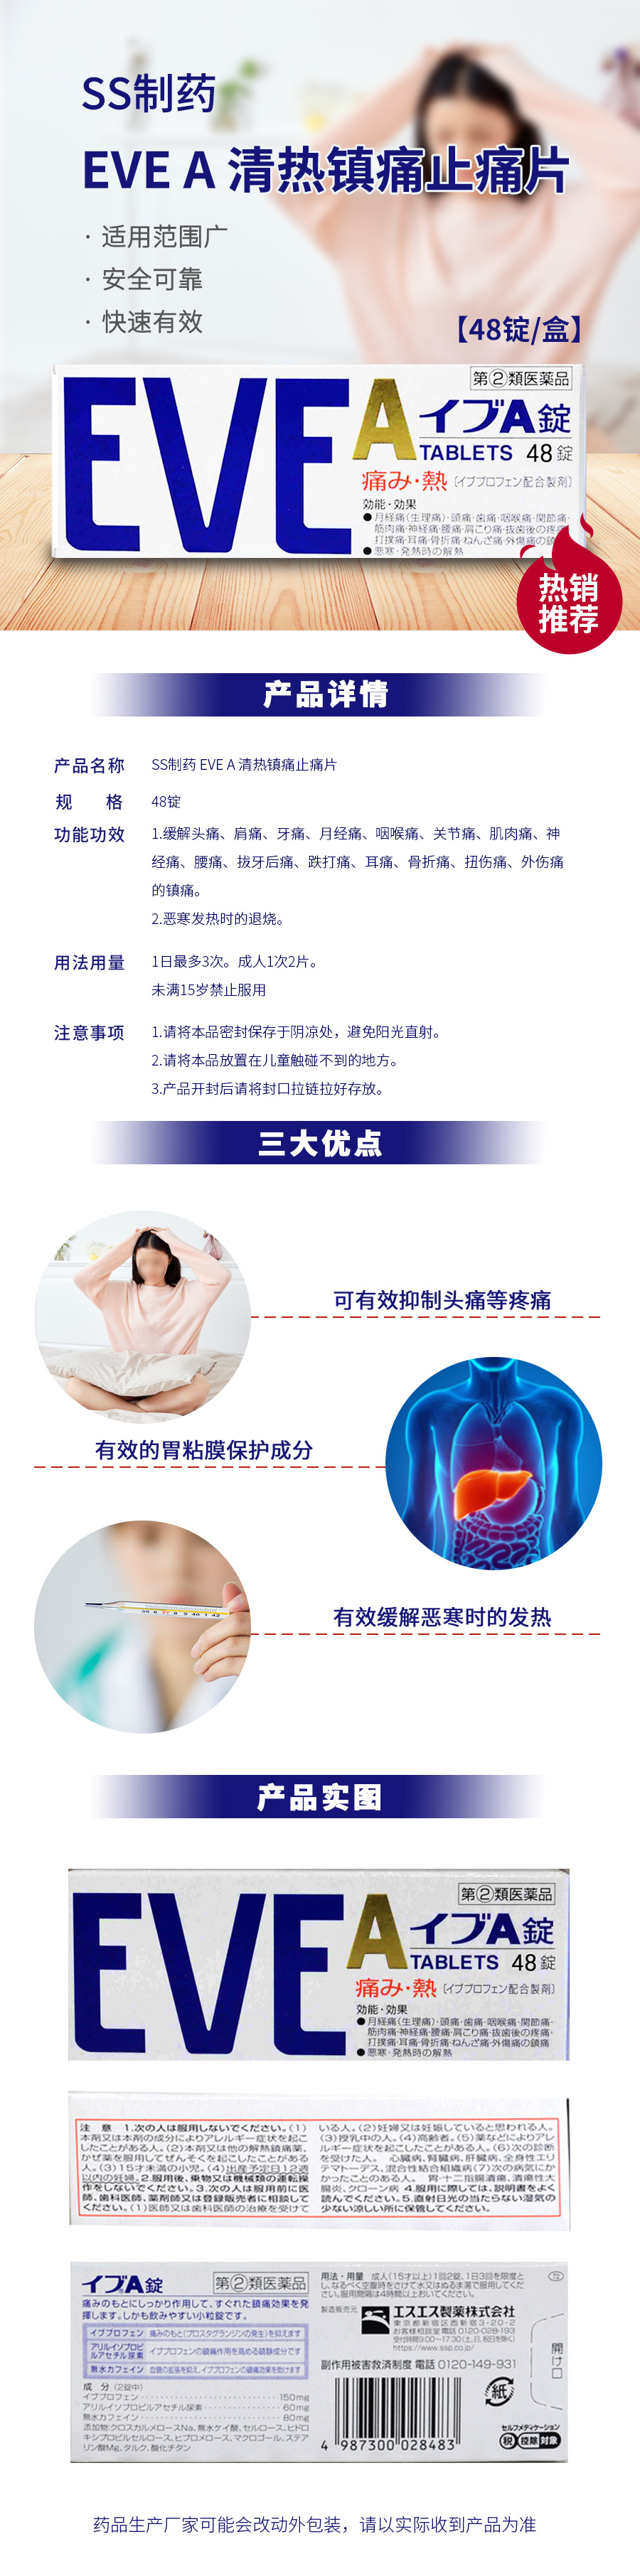 SS制药
EVE A 清热镇痛止痛片
· 适用范围广
· 安全可靠
· 快速有效
【48锭/盒】
EVE A
第②類医薬品
イブA錠
TABLETS 48錠
痛み・熱 (イブプロフェン配合製剤)
効能・効果
●月経痛(生理痛)・頭痛・歯痛・咽喉痛・関節痛・
筋肉痛・神経痛・腰痛・肩こり痛・抜歯後の疼痛・
打撲痛・耳痛・骨折痛・ねんざ痛・外傷痛の鎮
●悪寒・発熱時の解熱
热销
推荐
产品详情
产品名称 SS制药 EVE A 清热镇痛止痛片
规 格 48锭
功能功效 1.缓解头痛、肩痛、牙痛、月经痛、咽喉痛、关节痛、肌肉痛、神
经痛、腰痛、拔牙后痛、跌打痛、耳痛、骨折痛、扭伤痛、外伤痛
的镇痛。
2.恶寒发热时的退烧。
用法用量 1日最多3次。成人1次2片。
未满15岁禁止服用
注意事项 1.请将本品密封保存于阴凉处，避免阳光直射。
2.请将本品放置在儿童触碰不到的地方。
3.产品开封后请将封口拉链拉好存放。
三大优点
可有效抑制头痛等疼痛
有效的胃粘膜保护成分
35 6 37 8 9 40 1 42
有效缓解恶寒时的发热
产品实图
EVE A
第②類医薬品
イブA錠
TABLETS 48錠
痛み・熱 (イブプロフェン配合製剤)
効能・効果
●月経痛(生理痛)・頭痛・歯痛・咽喉痛・関節痛・
筋肉痛・神経痛・腰痛・肩こり痛・抜歯後の疼痛・
打撲痛・耳痛・骨折痛・ねんざ痛・外傷痛の鎮痛
●悪寒・発熱時の解熱
注 意 1.次の人は服用しないでください。(1)
本剤又は本剤の成分によりアレルギー症状を起こ
したことがある人。(2)本剤又は他の解熱鎮痛薬、
かぜ薬を服用してぜんそくを起こしたことがある
人。(3)15才未満の小児。(4)出産予定日12週
以内の妊婦。2.服用後、乗物又は機械類の運転操
作をしないでください。3.次の人は服用前に医
師、歯科医師、薬剤師又は登録販売者に相談して
ください。(1)医師又は歯科医師の治療を受けて
いる人。(2)妊婦又は妊娠していると思われる人。
(3)授乳中の人。(4)高齢者。(5)薬などによりアレ
ルギー症状を起こしたことがある人。(6)次の診断
を受けた人。 心臓病、腎臓病、肝臓病、全身性エリ
テマトーデス、混合性結合組織病(7)次の病気にか
かったことのある人。 胃・十二指腸潰瘍、潰瘍性大
腸炎、クローン病 4.服用に際しては、説明書をよく
読んでください。5.直射日光の当たらない湿気の
少ない涼しい所に保管してください。
イブA錠 第②類医薬品
痛みのもとにしっかり作用して、すぐれた鎮痛効果を発
揮します。しかも飲みやすい小粒錠です。
イブプロフェン 痛みのもと(プロスタグランジンの発生)を抑えます
アリルイソプロピ
ルアセチル尿素 イブプロフェンの鎮痛作用を高める鎮静成分です
無水カフェイン 血管の拡張を抑え、イブプロフェンの鎮痛効果を助けます
成 分 (2錠中)
イブプロフェン 150mg
アリルイソプロピルアセチル尿素 60mg
無水カフェイン 80mg
添加物:クロスカルメロースNa、無水ケイ酸、セルロース、ヒドロ
キシプロピルセルロース、ヒプロメロース、マクロゴール、ステア
リン酸Mg、タルク、酸化チタン
用法・用量 成人(15才以上)1回2錠、1日3回を限度と
し、なるべく空腹時をさけて水又はぬるま湯で服用してくだ
さい。服用間隔は4時間以上おいてください。
製造販売元 エスエス製薬株式会社
東京都新宿区西新宿3-20-2
お客様相談室電話 0120-028-193
受付時間9:00~17:30(土、日、祝日を除く)
https://www.ssp.co.jp/
副作用被害救済制度 電話 0120-149-931
4 987300 028483
紙
開け口
セルフメディケーション
税 控除 対象
药品生产厂家可能会改动外包装，请以实际收到产品为准